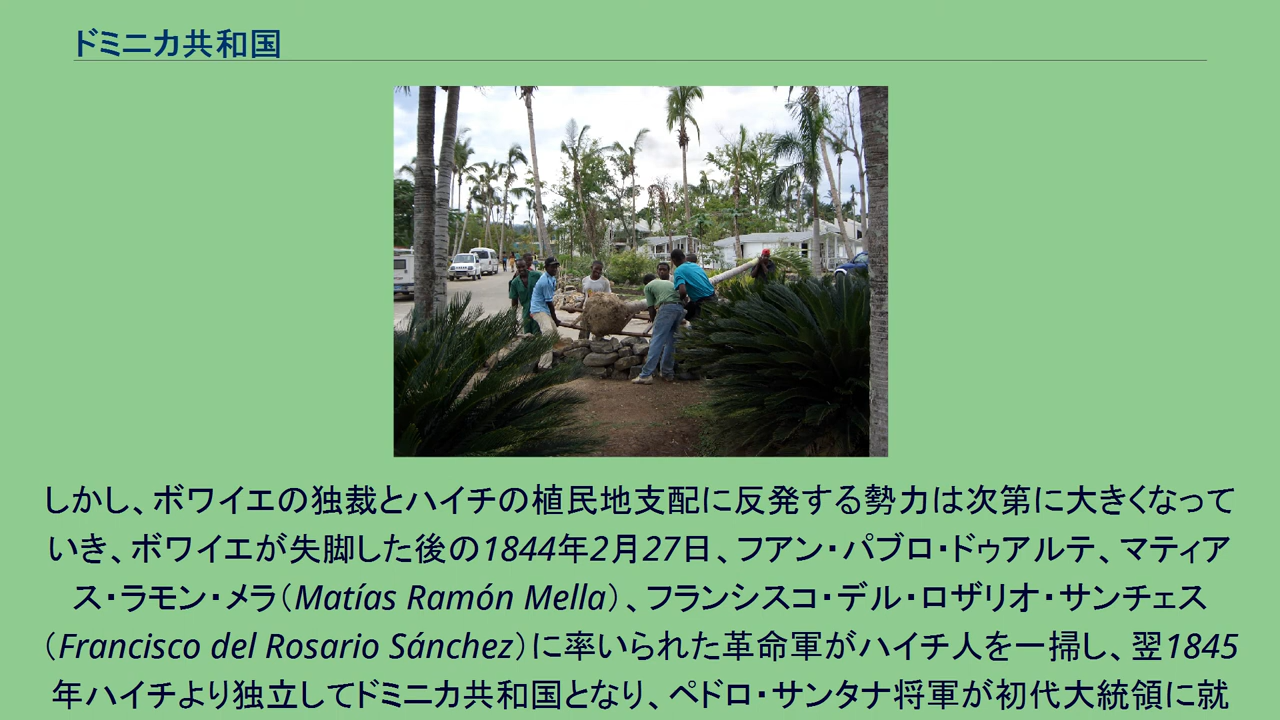 ドミニカ共和国
しかし、ボワイエの独裁とハイチの植民地支配に反発する勢力は次第に大きくなって
いき、ボワイエが失脚した後の1844年2月27日、フアン・パブロ・ドゥアルテ、マティア
ス・ラモン・メラ（Matías Ramón Mella）、フランシスコ・デル・ロザリオ・サンチェス
（Francisco del Rosario Sánchez）に率いられた革命軍がハイチ人を一掃し、翌1845
年ハイチより独立してドミニカ共和国となり、ペドロ・サンタナ将軍が初代大統領に就